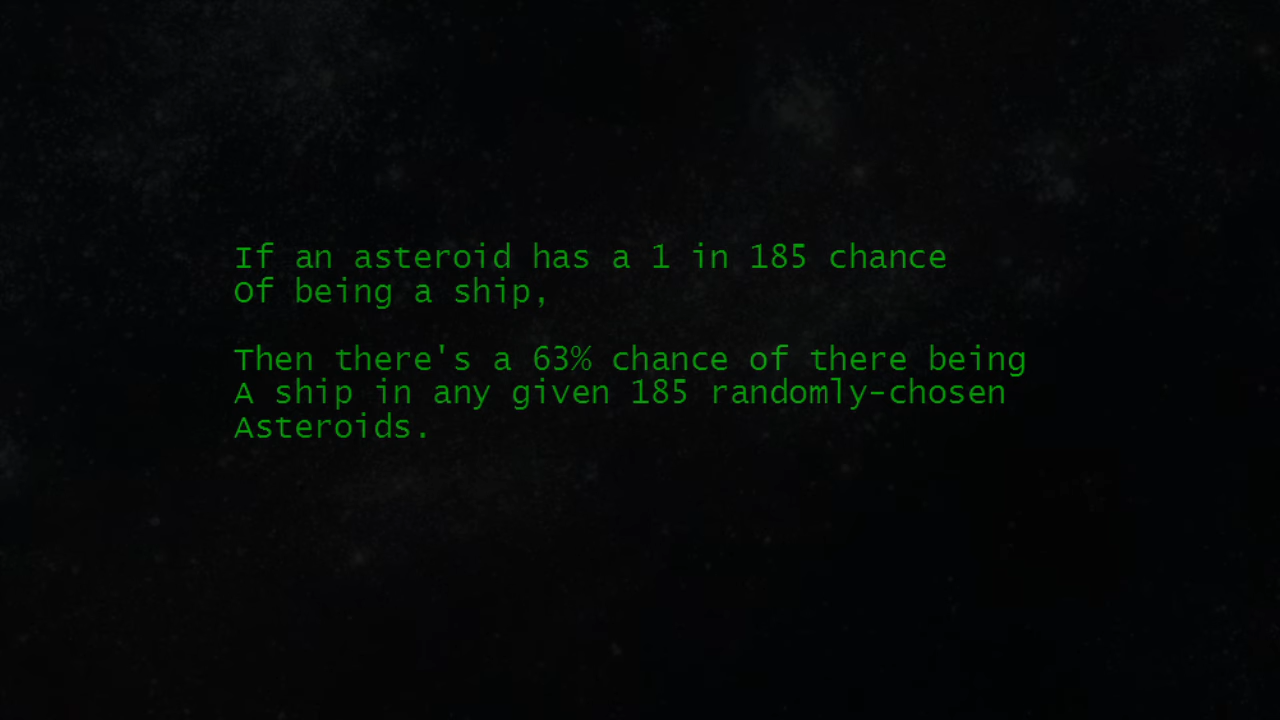 If an asteroid has a 1 in 185 chance
Of being a ship,
Then there's a 63% chance of there being
A ship in any given 185 randomly-chosen
Asteroids.